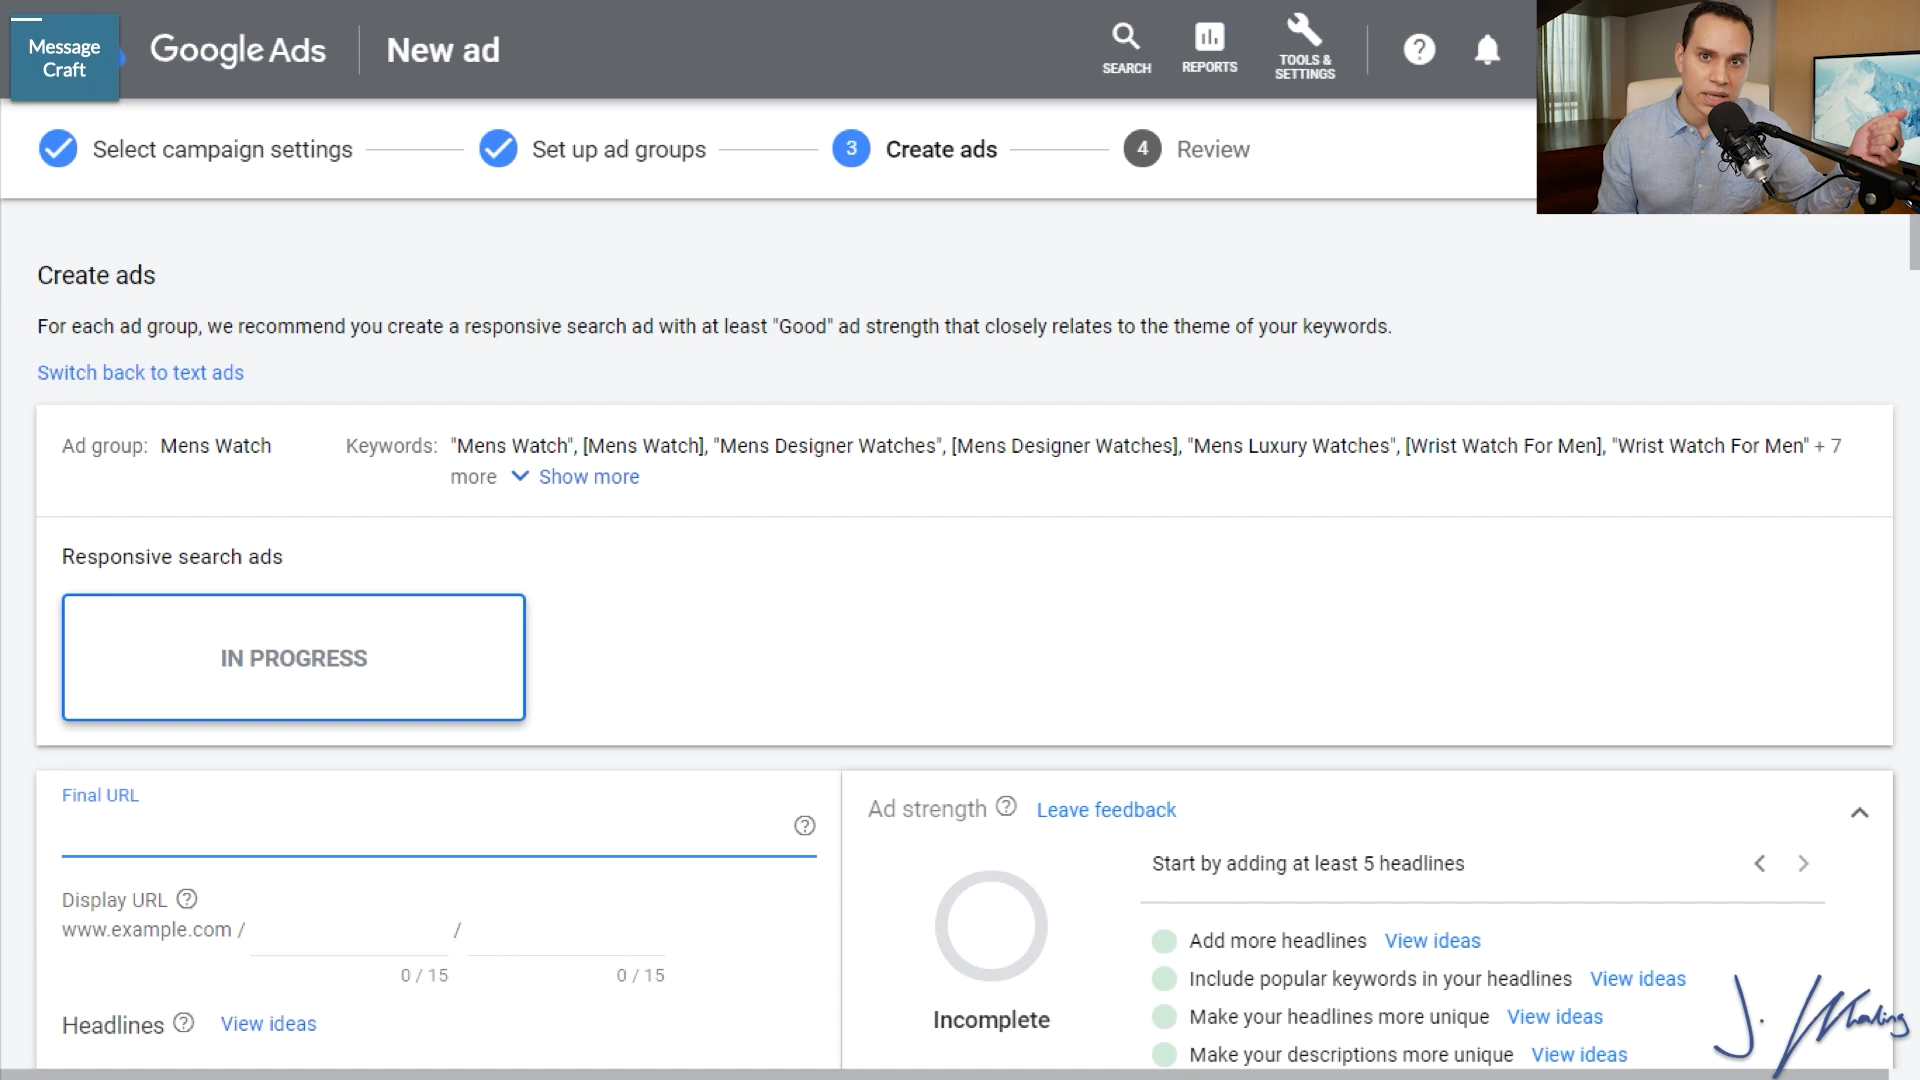 Message
Craft
Google Ads
New ad
SEARCH
REPORTS
TOOLS &
SETTINGS
Select campaign settings
Set up ad groups
3
Create ads
4
Review
Create ads
For each ad group, we recommend you create a responsive search ad with at least "Good" ad strength that closely relates to the theme of your keywords.
Switch back to text ads
Ad group: Mens Watch
Keywords: "Mens Watch", [Mens Watch], "Mens Designer Watches", [Mens Designer Watches], "Mens Luxury Watches", [Wrist Watch For Men], "Wrist Watch For Men" + 7
more Show more
Responsive search ads
IN PROGRESS
Final URL
Display URL
www.example.com /
/
0 / 15
0 / 15
Headlines
View ideas
Ad strength
Leave feedback
Start by adding at least 5 headlines
Incomplete
Add more headlines View ideas
Include popular keywords in your headlines View ideas
Make your headlines more unique View ideas
Make your descriptions more unique View ideas